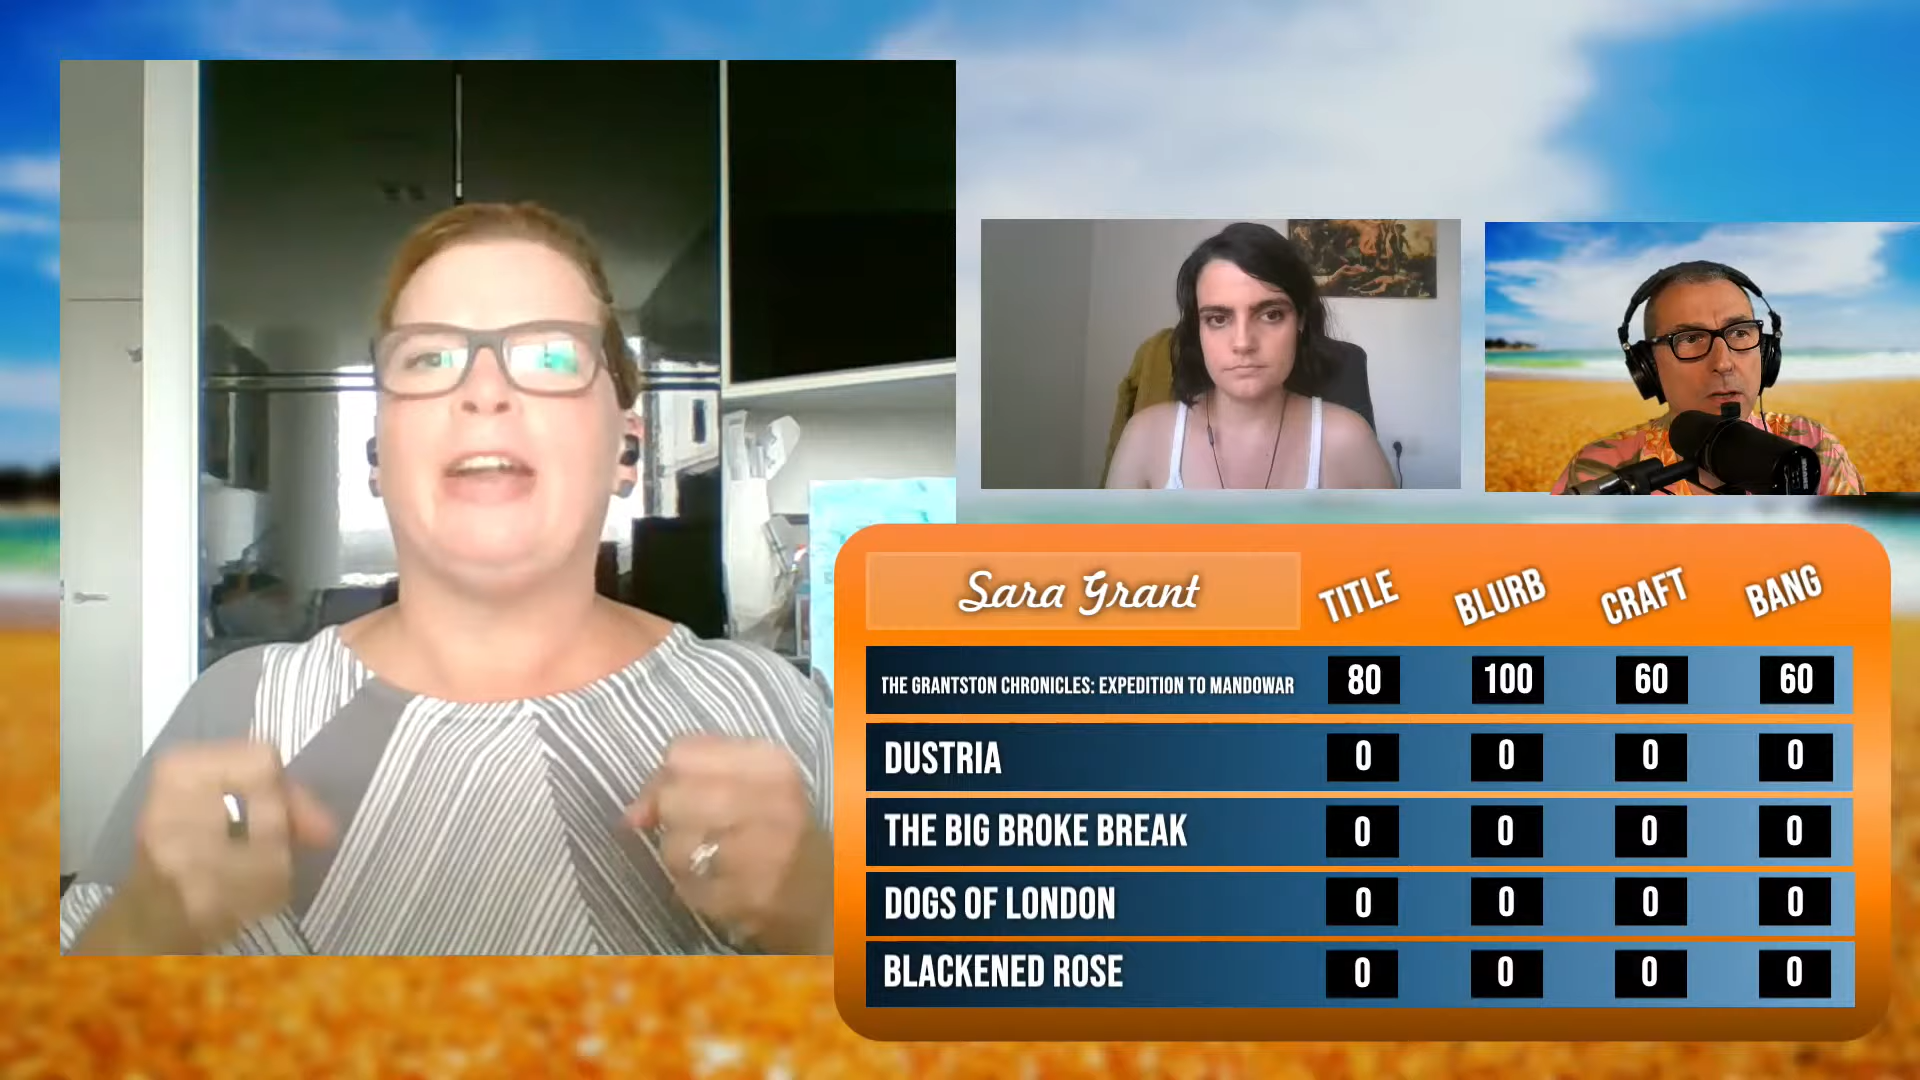 Sara Grant TITLE BLURB CRAFT BANG
THE GRANTSTON CHRONICLES: EXPEDITION TO MANDOWAR 80 100 60 60
DUSTRIA 0 0 0 0
THE BIG BROKE BREAK 0 0 0 0
DOGS OF LONDON 0 0 0 0
BLACKENED ROSE 0 0 0 0